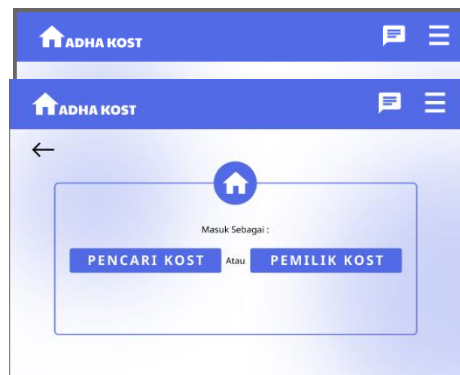 ADHA KOST
ADHA KOST
Masuk Sebagai :
PENCARI KOST Atau PEMILIK KOST